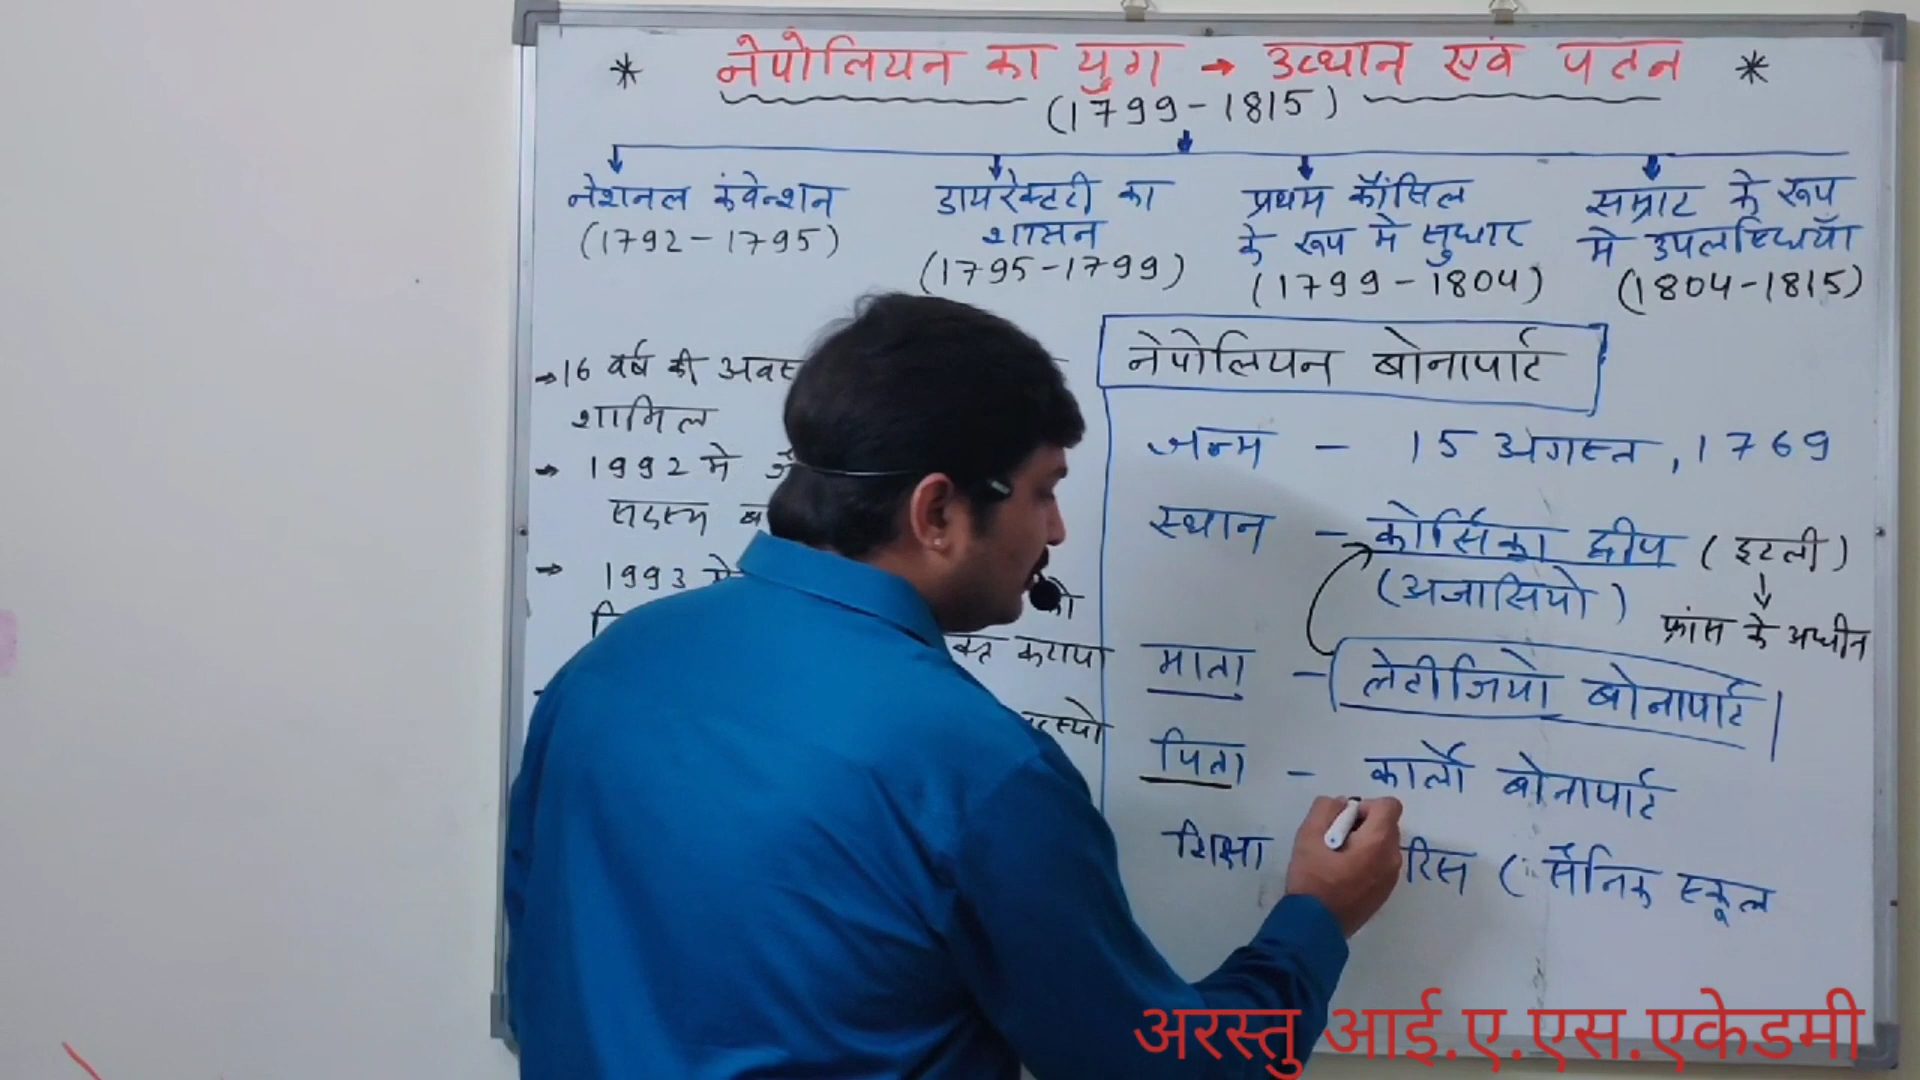 * नेपोलियन का युग → उत्थान एवं पतन *
(1799-1815)
नेशनल कंवेन्शन
(1792-1795)
डायरेक्टरी का
शासन
(1795-1799)
प्रथम कौंसिल
के रूप मे सुधार
(1799-1804)
सम्राट के रूप
मे उपलब्धियाँ
(1804-1815)
→ 16 वर्ष की
शामिल
→ 1992 मे
सदस्य
→ 1993
को
कराया
नेपोलियन बोनापार्ट
जन्म - 15 अगस्त, 1769
स्थान - कोर्सिका द्वीप (इटली)
↓
(अजासियो)
फ्रांस के अधीन
माता - लेटीजियो बोनापार्ट
पिता - कार्लो बोनापार्ट
शिक्षा (सैनिक स्कूल
अरस्तु आई.ए.एस.एकेडमी